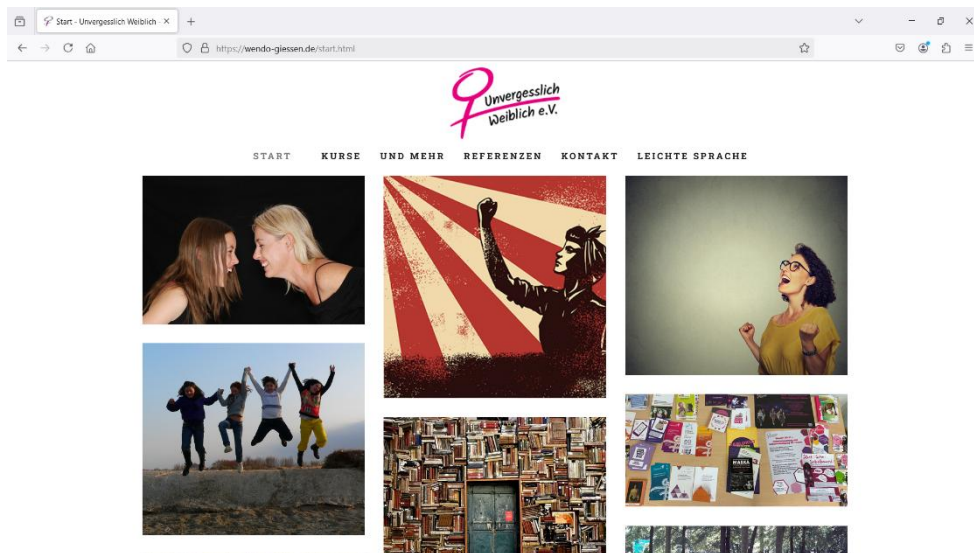 Start - Unvergesslich Weiblich
https://wendo-giessen.de/start.html
Unvergesslich
Weiblich e.V.
START KURSE UND MEHR REFERENZEN KONTAKT LEICHTE SPRACHE